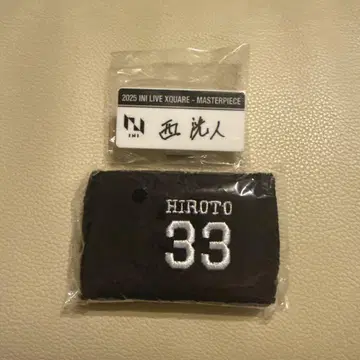 2025 INI LIVE XQUARE - MASTERPIECE
INI
西 洸人
HIROTO
33